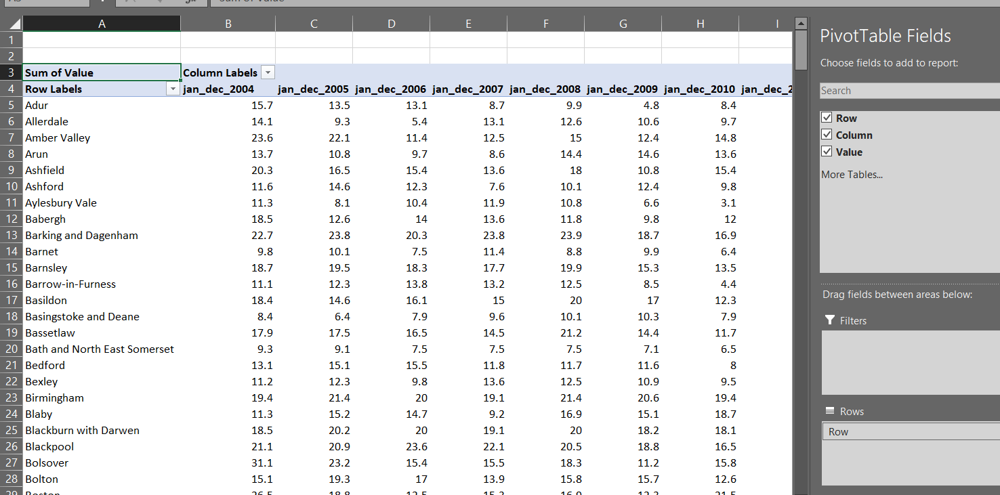 Sum of Value
A B C D E F G H I
1
2
3 Sum of Value Column Labels
4 Row Labels jan_dec_2004 jan_dec_2005 jan_dec_2006 jan_dec_2007 jan_dec_2008 jan_dec_2009 jan_dec_2010 jan_dec_2
5 Adur 15.7 13.5 13.1 8.7 9.9 4.8 8.4
6 Allerdale 14.1 9.3 5.4 13.1 12.6 10.6 9.7
7 Amber Valley 23.6 22.1 11.4 12.5 15 12.4 14.8
8 Arun 13.7 10.8 9.7 8.6 14.4 14.6 13.6
9 Ashfield 20.3 16.5 15.4 13.6 18 10.8 15.4
10 Ashford 11.6 14.6 12.3 7.6 10.1 12.4 9.8
11 Aylesbury Vale 11.3 8.1 10.4 11.9 10.8 6.6 3.1
12 Babergh 18.5 12.6 14 13.6 11.8 9.8 12
13 Barking and Dagenham 22.7 23.8 20.3 23.8 23.9 18.7 16.9
14 Barnet 9.8 10.1 7.5 11.4 8.8 9.9 6.4
15 Barnsley 18.7 19.5 18.3 17.7 19.9 15.3 13.5
16 Barrow-in-Furness 11.1 12.3 13.8 13.2 12.5 8.5 4.4
17 Basildon 18.4 14.6 16.1 15 20 17 12.3
18 Basingstoke and Deane 8.4 6.4 7.9 9.6 10.1 10.3 7.9
19 Bassetlaw 17.9 17.5 16.5 14.5 21.2 14.4 11.7
20 Bath and North East Somerset 9.3 9.1 7.5 7.5 7.5 7.1 6.5
21 Bedford 13.1 15.1 15.5 11.8 11.7 11.6 8
22 Bexley 11.2 12.3 9.8 13.6 12.5 10.9 9.5
23 Birmingham 19.4 21.4 20 19.1 21.4 20.6 19.4
24 Blaby 11.3 15.2 14.7 9.2 16.9 15.1 18.7
25 Blackburn with Darwen 18.5 20.2 20 19.1 20 18.2 18.1
26 Blackpool 21.1 20.9 23.6 22.1 20.5 18.8 16.5
27 Bolsover 31.1 23.2 15.4 15.5 18.3 11.2 15.8
28 Bolton 15.1 19.3 17 13.9 15.8 15.7 12.6
29 Boston
PivotTable Fields
Choose fields to add to report:
Search
Row
Column
Value
More Tables...
Drag fields between areas below:
Filters
Rows
Row